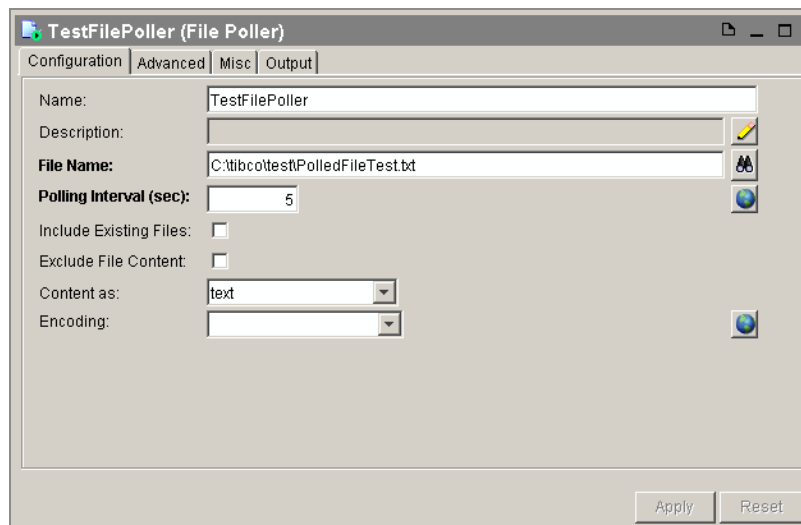 TestFilePoller (File Poller)
Configuration Advanced Misc Output
Name: TestFilePoller
Description:
File Name: C:\tibco\test\PolledFileTest.txt
Polling Interval (sec): 5
Include Existing Files:
Exclude File Content:
Content as: text
Encoding:
Apply Reset